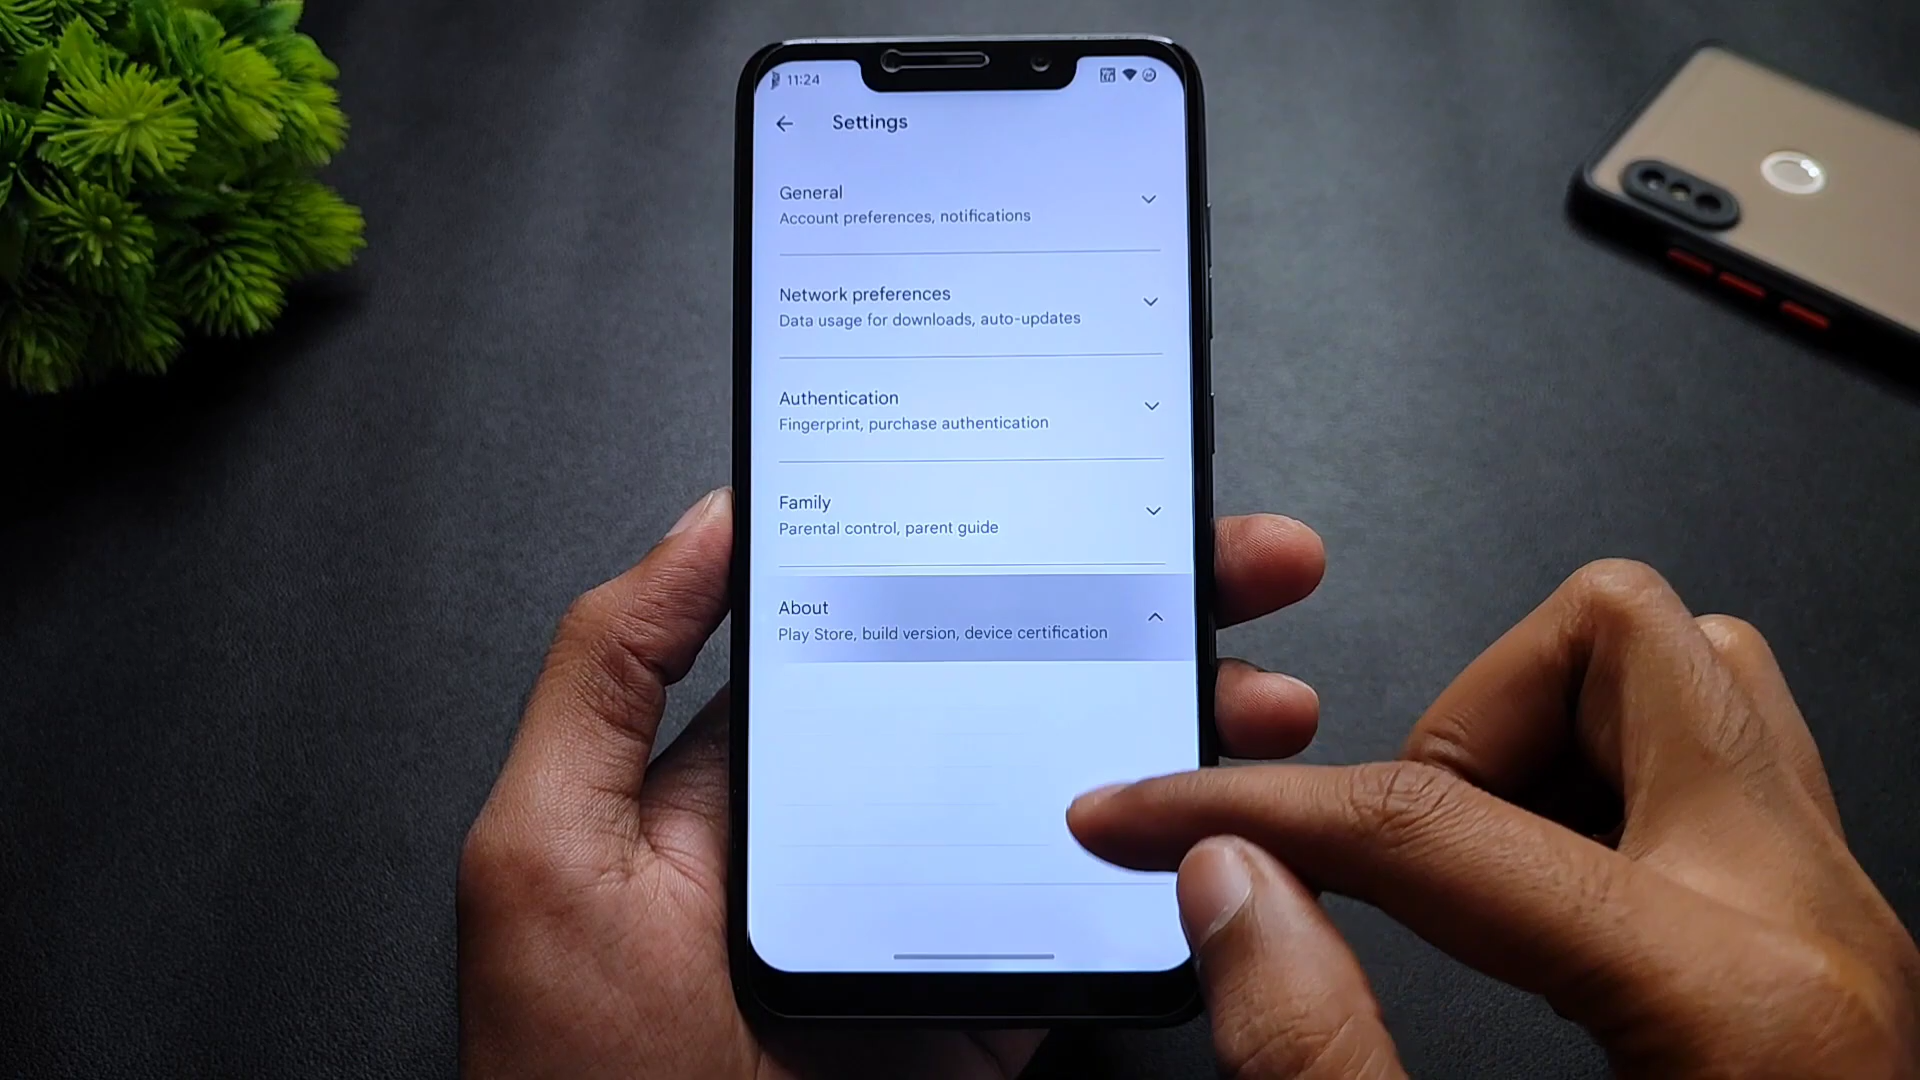 11:24
Settings
General
Account preferences, notifications
Network preferences
Data usage for downloads, auto-updates
Authentication
Fingerprint, purchase authentication
Family
Parental control, parent guide
About
Play Store, build version, device certification